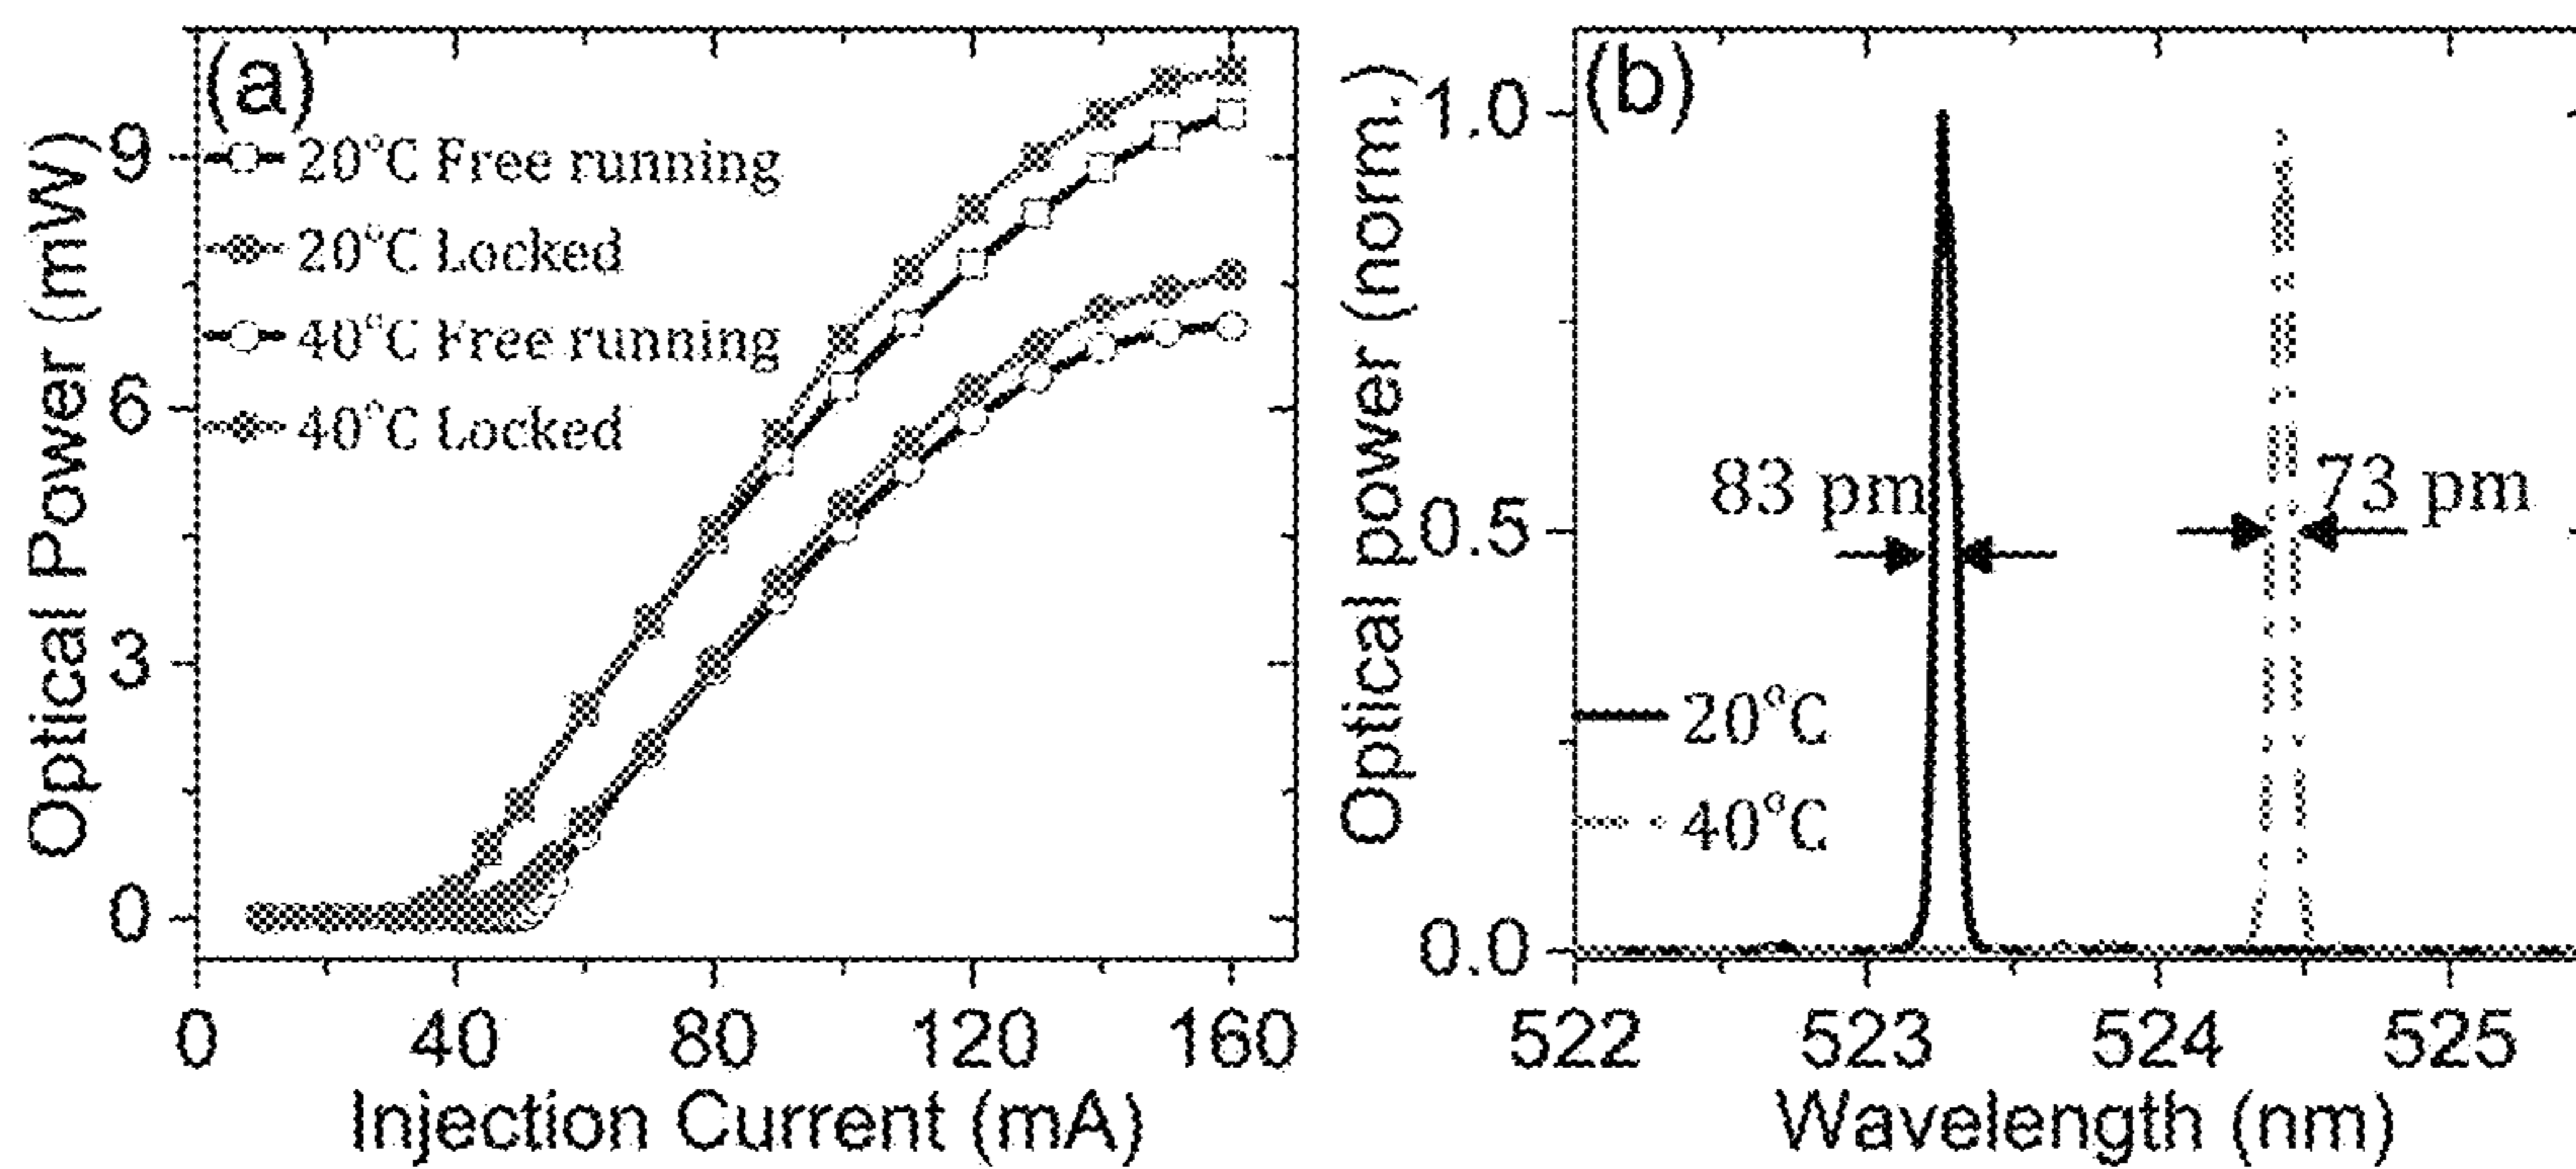 (a)
Optical Power (mW)
9
6
3
0
20°C Free running
20°C Locked
40°C Free running
40°C Locked
0 40 80 120 160
Injection Current (mA)
(b)
Optical power (norm.)
1.0
0.5
0.0
83 pm
73 pm
20°C
40°C
522 523 524 525
Wavelength (nm)